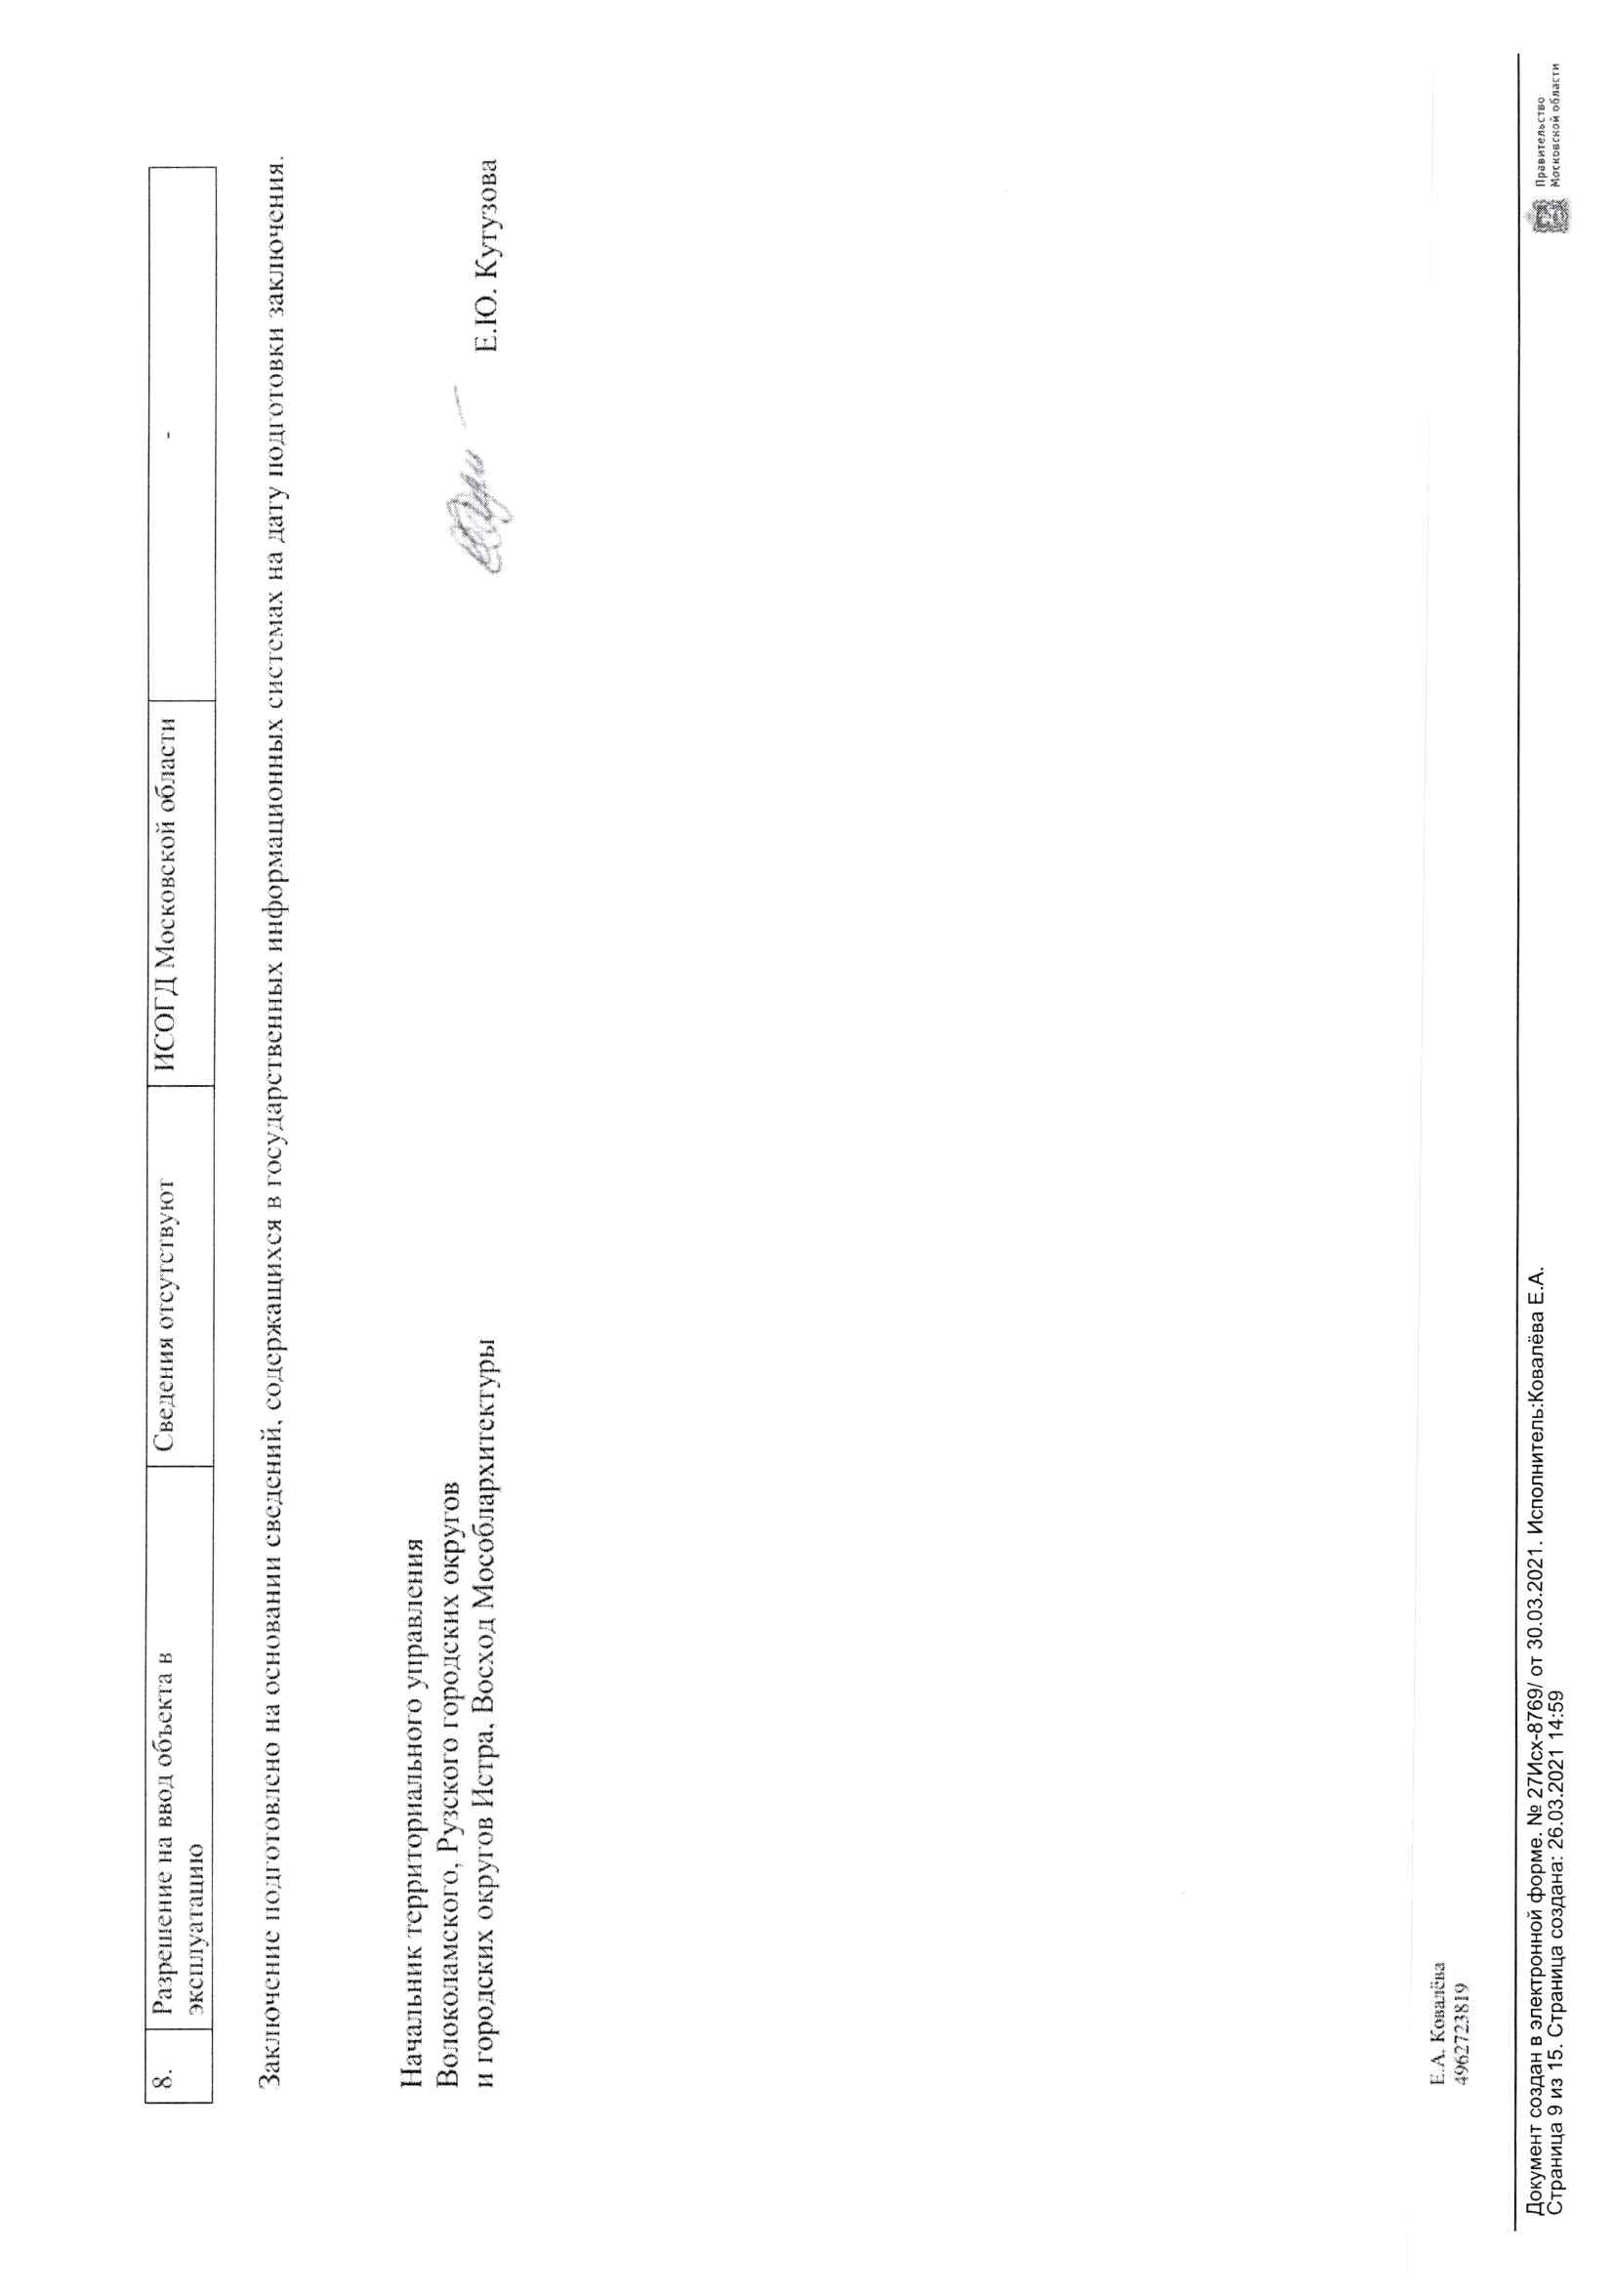 8. Разрешение на ввод объекта в Сведения отсутствуют ИСОГД Московской области -
эксплуатацию
Заключение подготовлено на основании сведений, содержащихся в государственных информационных системах на дату подготовки заключения.
Начальник территориального управления
Волоколамского, Рузского городских округов
и городских округов Истра, Восход Мособлархитектуры Е.Ю. Кутузова
Е.А. Ковалёва
4962723819
Документ создан в электронной форме. № 27Исх-8769/ от 30.03.2021. Исполнитель:Ковалёва Е.А.
Страница 9 из 15. Страница создана: 26.03.2021 14:59
Правительство
Московской области